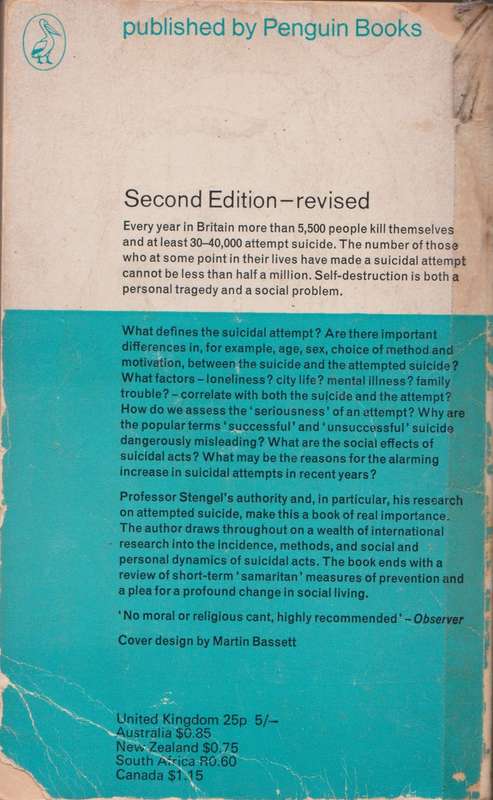 published by Penguin Books
Second Edition – revised
Every year in Britain more than 5,500 people kill themselves
and at least 30–40,000 attempt suicide. The number of those
who at some point in their lives have made a suicidal attempt
cannot be less than half a million. Self-destruction is both a
personal tragedy and a social problem.
What defines the suicidal attempt? Are there important
differences in, for example, age, sex, choice of method and
motivation, between the suicide and the attempted suicide?
What factors – loneliness? city life? mental illness? family
trouble? – correlate with both the suicide and the attempt?
How do we assess the ‘seriousness’ of an attempt? Why are
the popular terms ‘successful’ and ‘unsuccessful’ suicide
dangerously misleading? What are the social effects of
suicidal acts? What may be the reasons for the alarming
increase in suicidal attempts in recent years?
Professor Stengel's authority and, in particular, his research
on attempted suicide, make this a book of real importance.
The author draws throughout on a wealth of international
research into the incidence, methods, and social and
personal dynamics of suicidal acts. The book ends with a
review of short-term ‘samaritan’ measures of prevention and
a plea for a profound change in social living.
‘No moral or religious cant, highly recommended’ – Observer
Cover design by Martin Bassett
United Kingdom 25p 5/–
Australia $0.85
New Zealand $0.75
South Africa R0.60
Canada $1.15